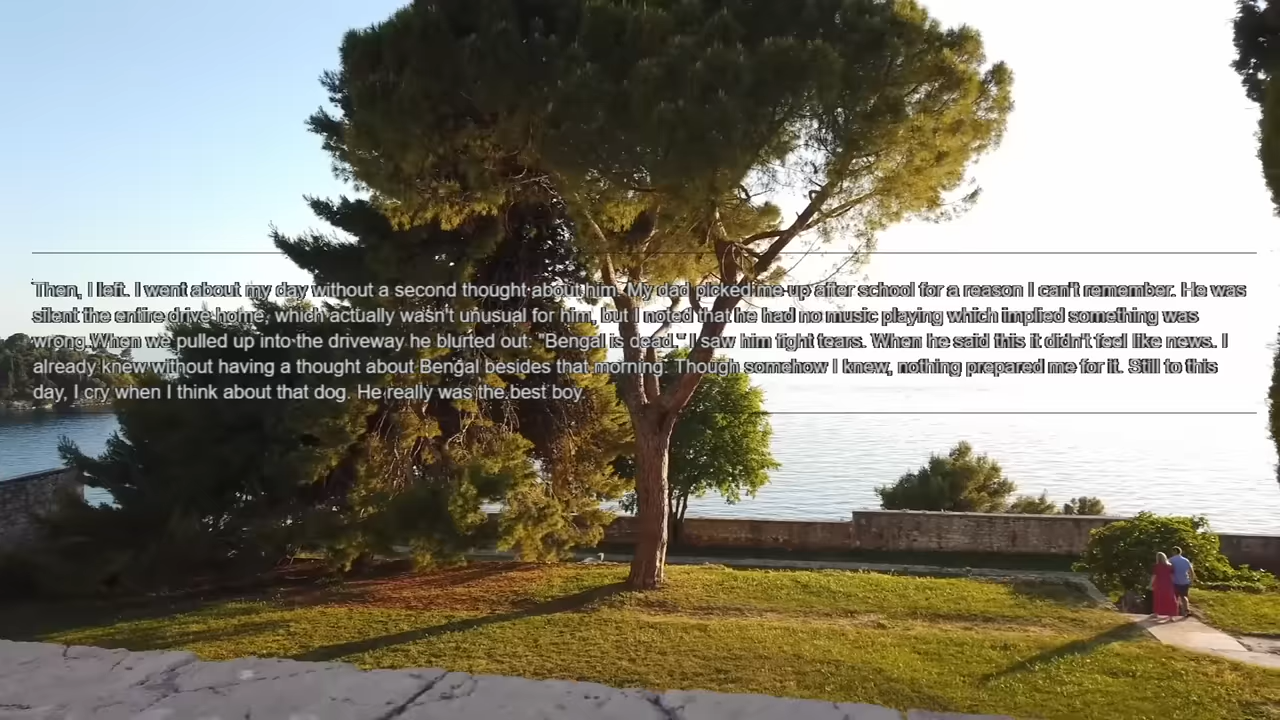 Then, I left. I went about my day without a second thought about him. My dad picked me up after school for a reason I can't remember. He was
silent the entire drive home, which actually wasn't unusual for him, but I noted that he had no music playing which implied something was
wrong.When we pulled up into the driveway he blurted out: "Bengal is dead." I saw him fight tears. When he said this it didn't feel like news. I
already knew without having a thought about Bengal besides that morning. Though somehow I knew, nothing prepared me for it. Still to this
day, I cry when I think about that dog. He really was the best boy.